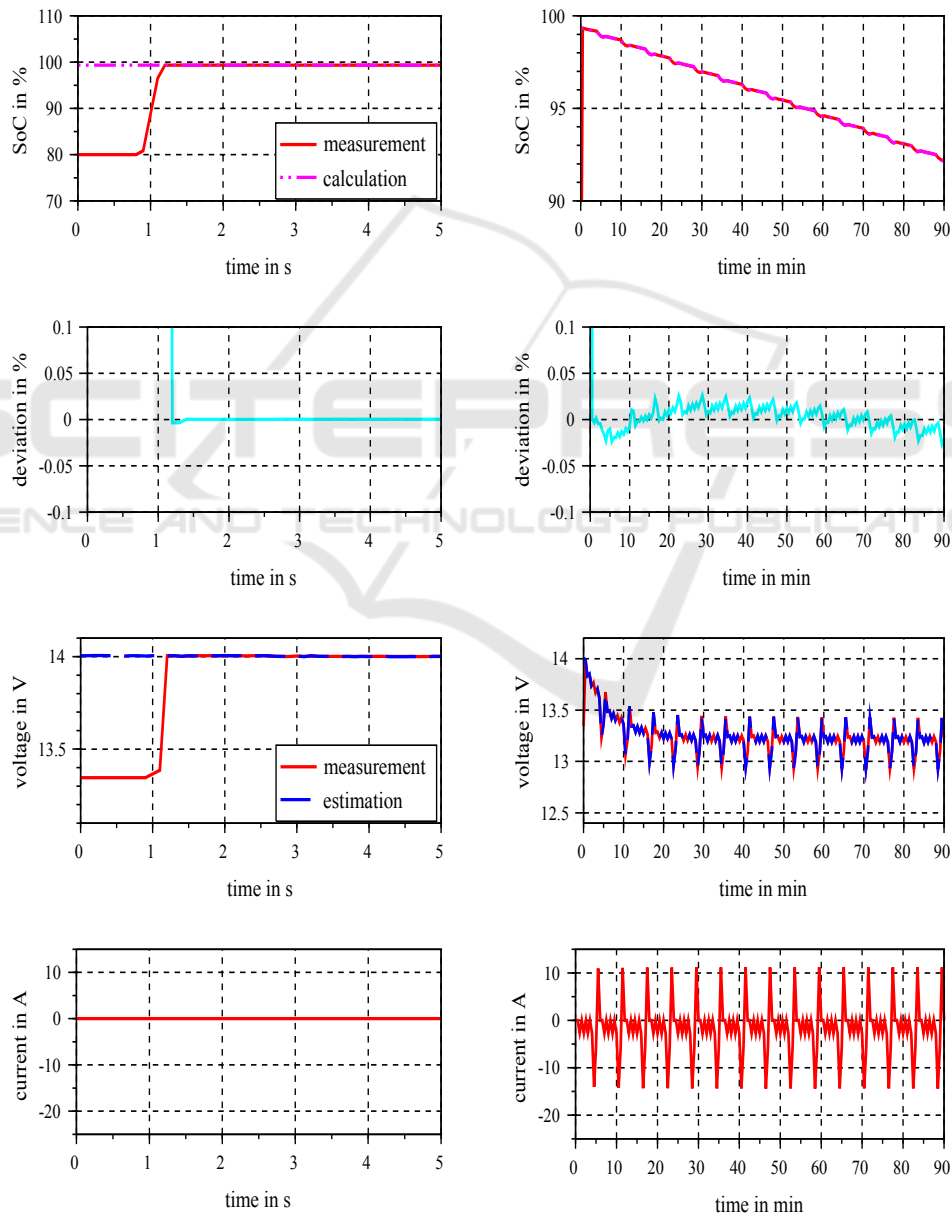 110
100
90
80
70
SoC in %
measurement
calculation
0 1 2 3 4 5
time in s
100
95
90
SoC in %
0 10 20 30 40 50 60 70 80 90
time in min
0.1
0.05
0
-0.05
-0.1
deviation in %
0 1 2 3 4 5
time in s
0.1
0.05
0
-0.05
-0.1
deviation in %
0 10 20 30 40 50 60 70 80 90
time in min
SCITEPRESS
ENCE AND TECHNOLOGY PUBLICATI
14
13.5
voltage in V
measurement
estimation
0 1 2 3 4 5
time in s
14
13.5
13
12.5
voltage in V
0 10 20 30 40 50 60 70 80 90
time in min
10
0
-10
-20
current in A
0 1 2 3 4 5
time in s
10
0
-10
-20
current in A
0 10 20 30 40 50 60 70 80 90
time in min